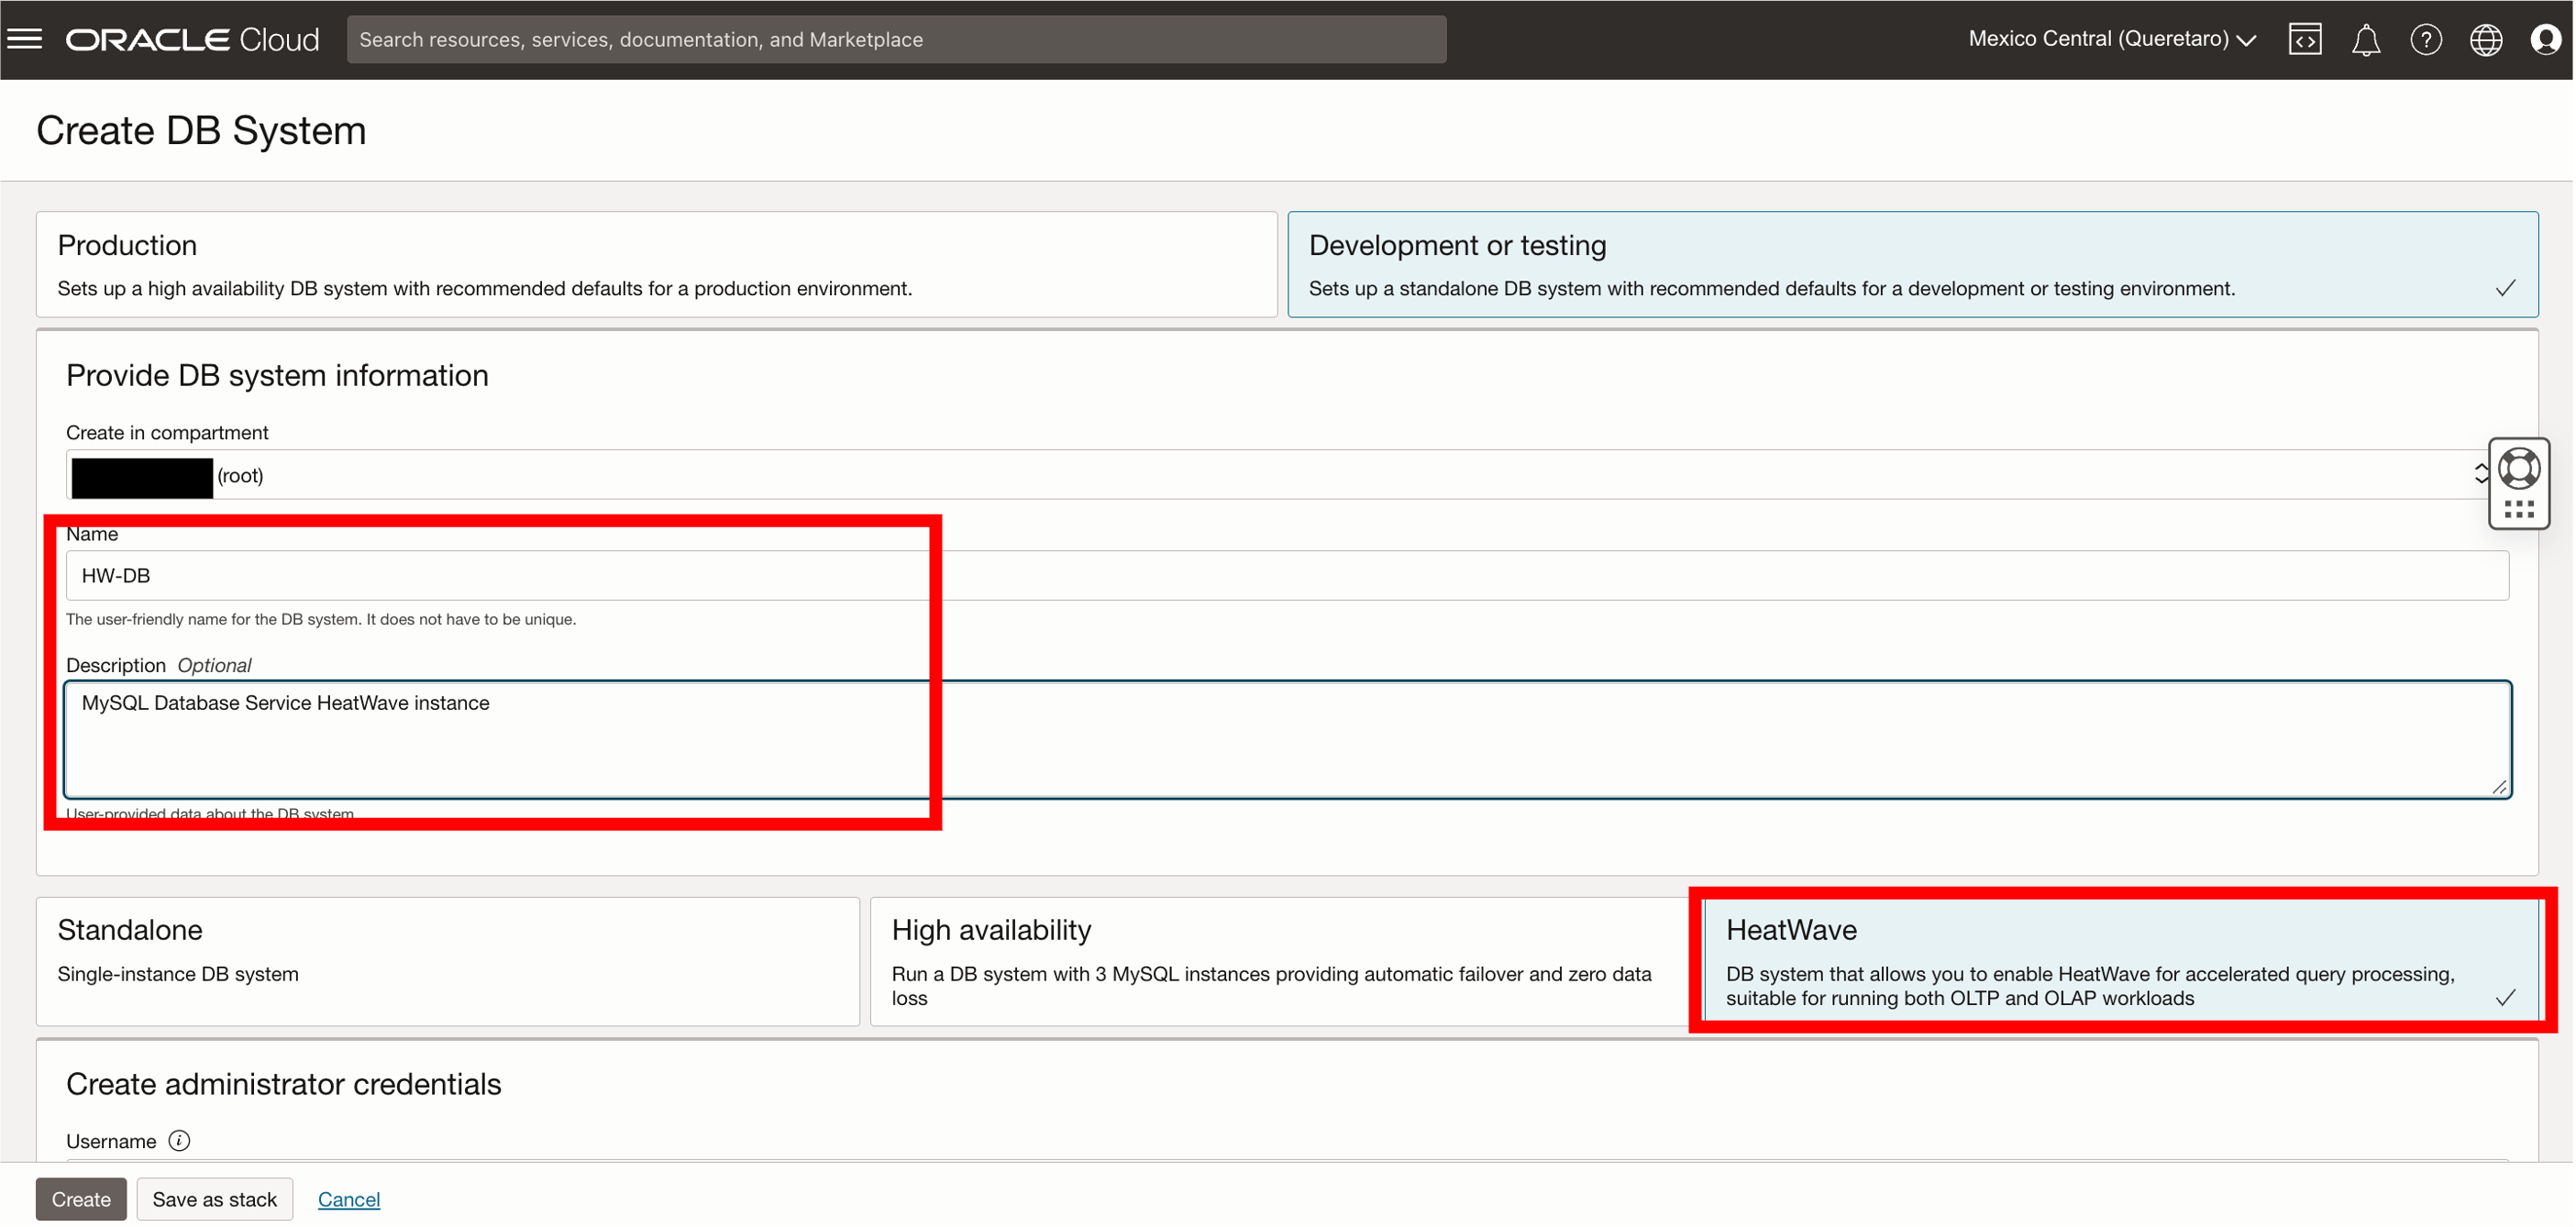 ORACLE Cloud
Search resources, services, documentation, and Marketplace
Mexico Central (Queretaro)
Create DB System
Production
Sets up a high availability DB system with recommended defaults for a production environment.
Development or testing
Sets up a standalone DB system with recommended defaults for a development or testing environment.
Provide DB system information
Create in compartment
(root)
Name
HW-DB
The user-friendly name for the DB system. It does not have to be unique.
Description Optional
MySQL Database Service HeatWave instance
User-provided data about the DB system.
Standalone
Single-instance DB system
High availability
Run a DB system with 3 MySQL instances providing automatic failover and zero data
loss
HeatWave
DB system that allows you to enable HeatWave for accelerated query processing,
suitable for running both OLTP and OLAP workloads
Create administrator credentials
Username
Create
Save as stack
Cancel